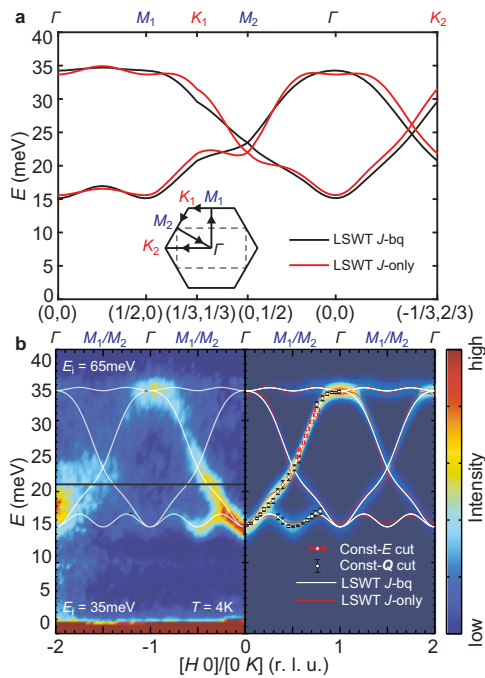 a
Γ M₁ K₁ M₂ Γ K₂
40
35
30
25
20
15
10
5
0
E (meV)
K₁ M₁
M₂
K₂ Γ
LSWT J-bq
LSWT J-only
(0,0) (1/2,0) (1/3,1/3) (0,1/2) (0,0) (-1/3,2/3)
b
Γ M₁/M₂ Γ M₁/M₂ Γ M₁/M₂ Γ M₁/M₂ Γ
40
35
30
25
20
15
10
5
0
E (meV)
Eᵢ = 65meV
Eᵢ = 35meV T = 4K
Const-E cut
Const-Q cut
LSWT J-bq
LSWT J-only
-2 -1 0 1 2
[H 0]/[0 K] (r. l. u.)
high
Intensity
low